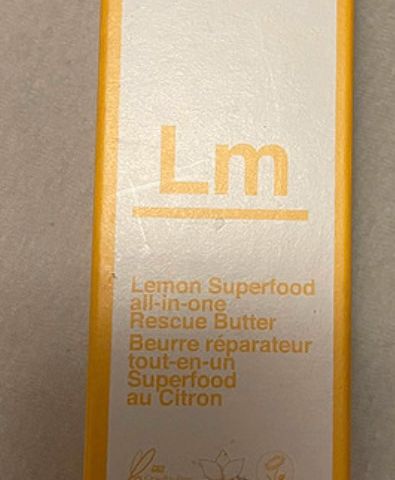 Lm
Lemon Superfood
all-in-one
Rescue Butter
Beurre réparateur
tout-en-un
Superfood
au Citron